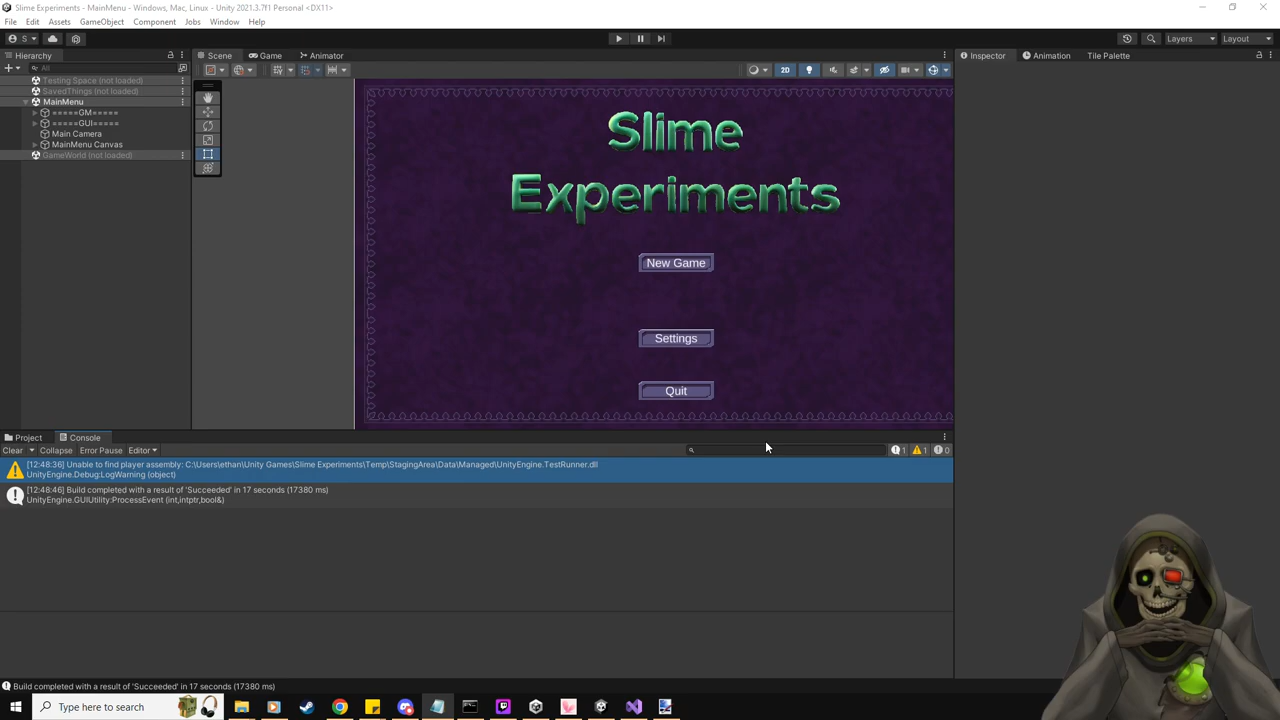 Slime Experiments - MainMenu - Windows, Mac, Linux - Unity 2021.3.7f1 Personal <DX11>
File Edit Assets GameObject Component Jobs Window Help
S Layers Layout
Hierarchy Scene Game Animator Inspector Animation Tile Palette
All 2D
Testing Space (not loaded)
SavedThings (not loaded)
MainMenu
=====GM=====
=====GUI=====
Main Camera
MainMenu Canvas
GameWorld (not loaded)
Slime
Experiments
New Game
Settings
Quit
Project Console
Clear Collapse Error Pause Editor 1 1 0
[12:48:36] Unable to find player assembly: C:\Users\ethan\Unity Games\Slime Experiments\Temp\StagingArea\Data\Managed\UnityEngine.TestRunner.dll
UnityEngine.Debug:LogWarning (object)
[12:48:46] Build completed with a result of 'Succeeded' in 17 seconds (17380 ms)
UnityEngine.GUIUtility:ProcessEvent (int,intptr,bool&)
Build completed with a result of 'Succeeded' in 17 seconds (17380 ms)
Type here to search